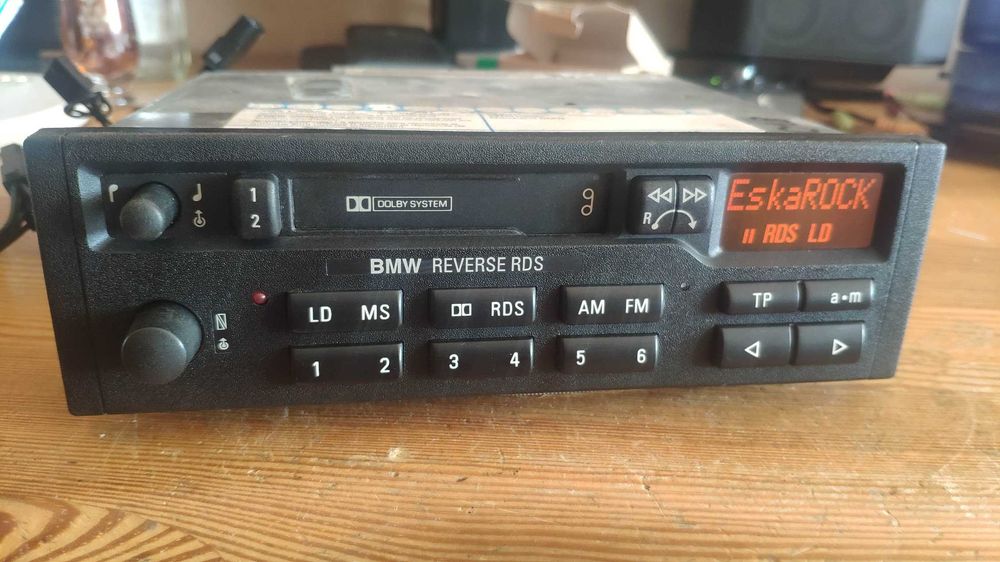 1
2
DOLBY SYSTEM
R
EskaROCK
II RDS LD
BMW REVERSE RDS
LD MS
RDS
AM FM
TP
a•m
1 2
3 4
5 6